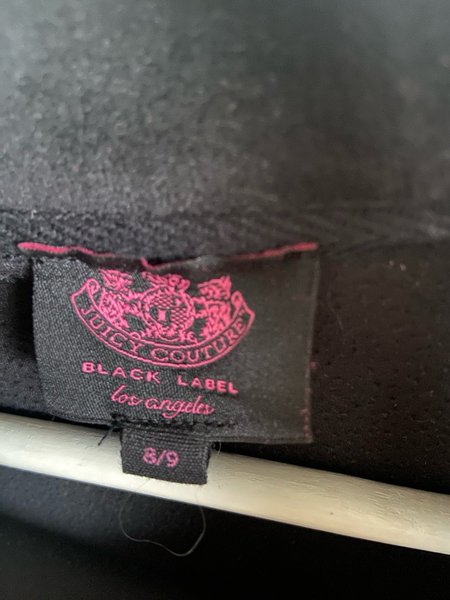 JUICY COUTURE
BLACK LABEL
los angeles
8/9